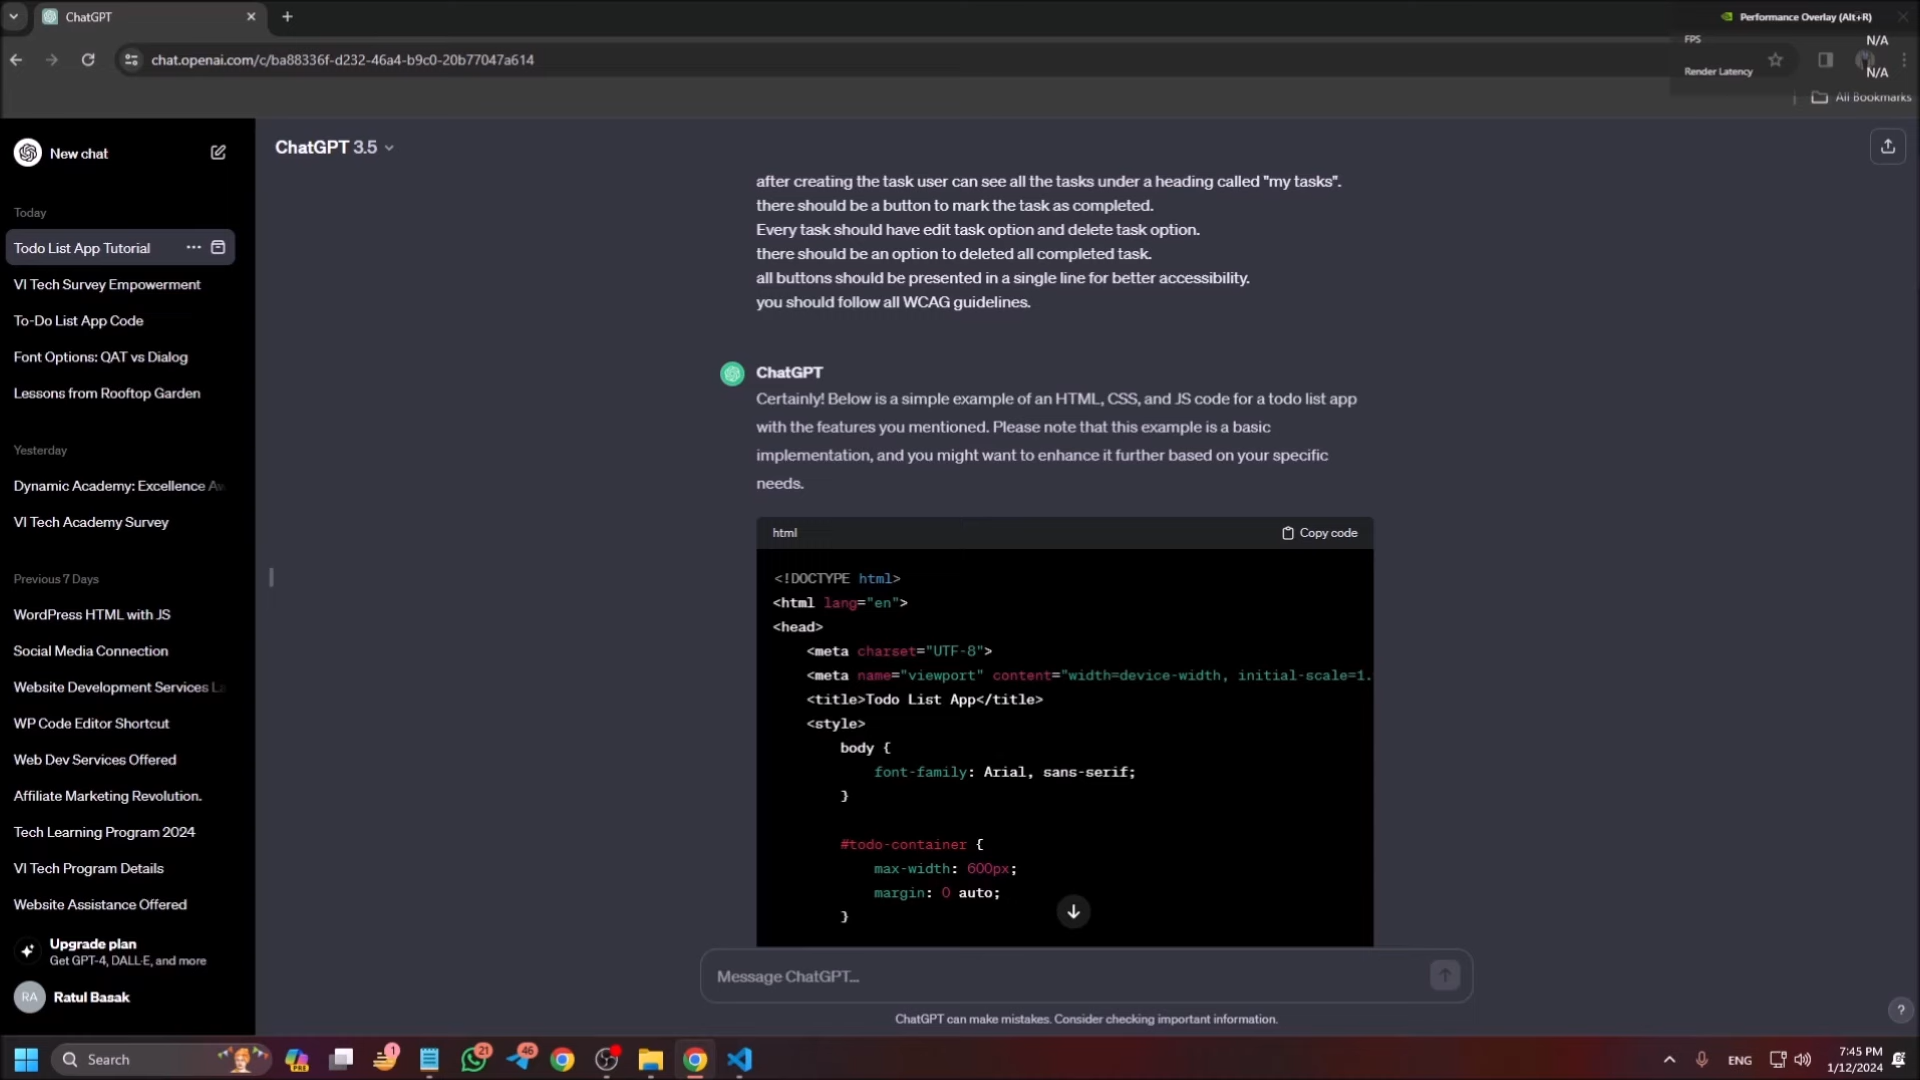 ChatGPT
Performance Overlay (Alt+R)
FPS
N/A
Render Latency
N/A
chat.openai.com/c/ba88336f-d232-46a4-b9c0-20b77047a614
All Bookmarks
New chat
Today
Todo List App Tutorial
VI Tech Survey Empowerment
To-Do List App Code
Font Options: QAT vs Dialog
Lessons from Rooftop Garden
Yesterday
Dynamic Academy: Excellence Aw
VI Tech Academy Survey
Previous 7 Days
WordPress HTML with JS
Social Media Connection
Website Development Services La
WP Code Editor Shortcut
Web Dev Services Offered
Affiliate Marketing Revolution.
Tech Learning Program 2024
VI Tech Program Details
Website Assistance Offered
Upgrade plan
Get GPT-4, DALL·E, and more
RA
Ratul Basak
ChatGPT 3.5
after creating the task user can see all the tasks under a heading called "my tasks".
there should be a button to mark the task as completed.
Every task should have edit task option and delete task option.
there should be an option to deleted all completed task.
all buttons should be presented in a single line for better accessibility.
you should follow all WCAG guidelines.
ChatGPT
Certainly! Below is a simple example of an HTML, CSS, and JS code for a todo list app
with the features you mentioned. Please note that this example is a basic
implementation, and you might want to enhance it further based on your specific
needs.
html
Copy code
<!DOCTYPE html>
<html lang="en">
<head>
<meta charset="UTF-8">
<meta name="viewport" content="width=device-width, initial-scale=1.
<title>Todo List App</title>
<style>
body {
font-family: Arial, sans-serif;
}
#todo-container {
max-width: 600px;
margin: 0 auto;
}
Message ChatGPT…
ChatGPT can make mistakes. Consider checking important information.
?
Search
PRE
1
21
46
ENG
7:45 PM
1/12/2024